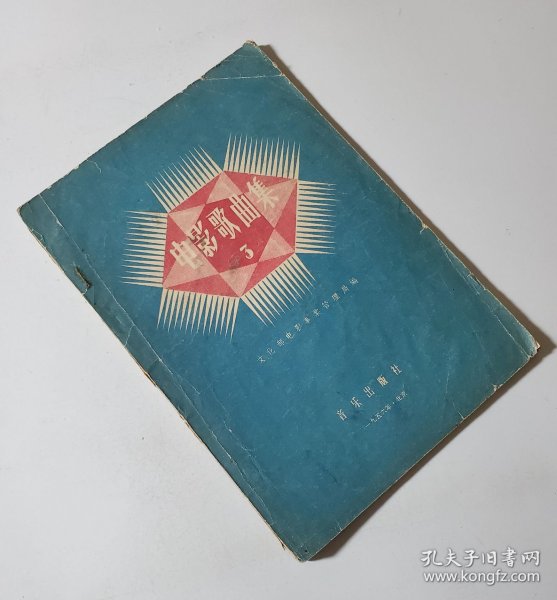 电影歌曲集
3
文化部电影事业管理局编
音乐出版社
一九五六年·北京
孔夫子旧书网
www.kongfz.com